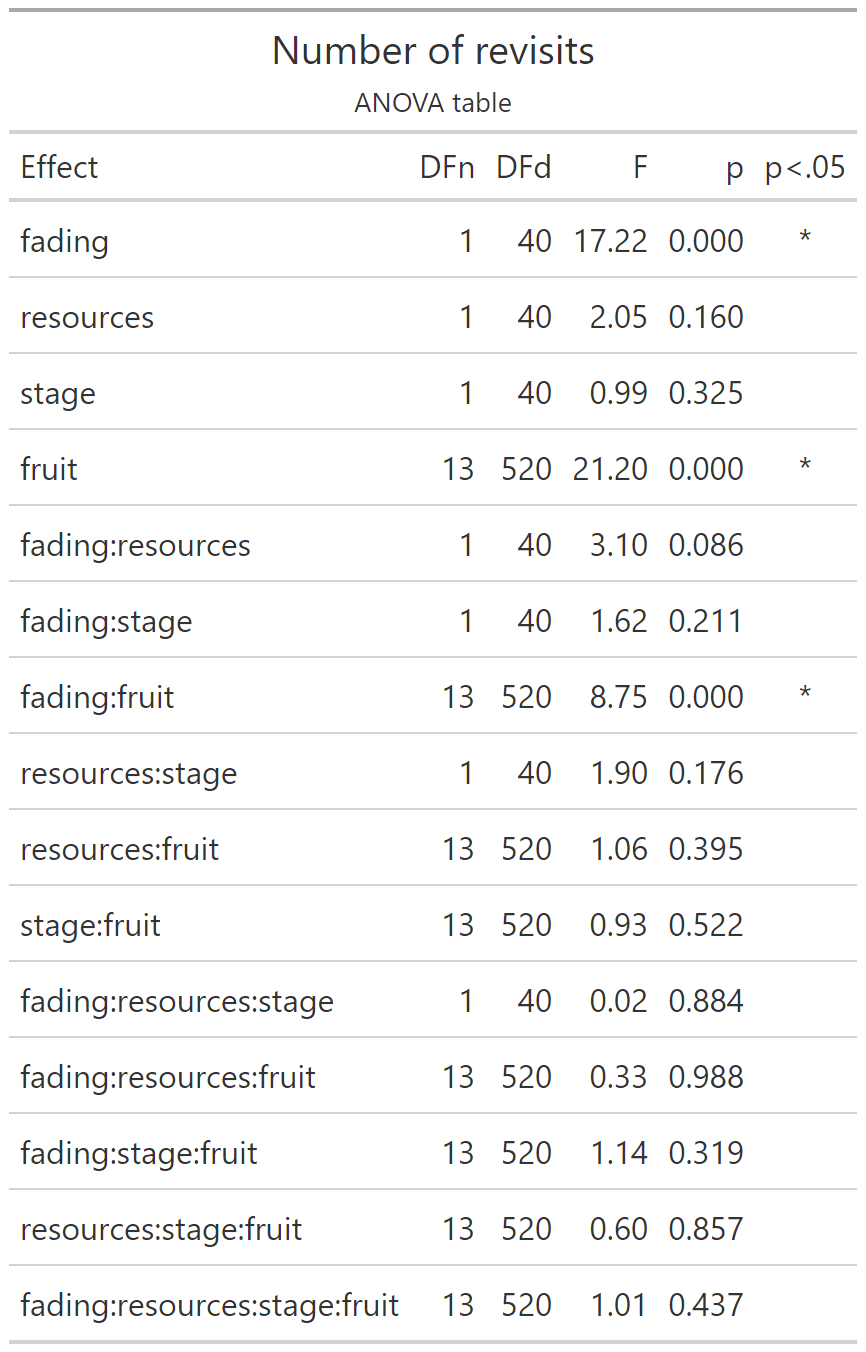 Number of revisits
ANOVA table
Effect DFn DFd F p p<.05
fading 1 40 17.22 0.000 *
resources 1 40 2.05 0.160
stage 1 40 0.99 0.325
fruit 13 520 21.20 0.000 *
fading:resources 1 40 3.10 0.086
fading:stage 1 40 1.62 0.211
fading:fruit 13 520 8.75 0.000 *
resources:stage 1 40 1.90 0.176
resources:fruit 13 520 1.06 0.395
stage:fruit 13 520 0.93 0.522
fading:resources:stage 1 40 0.02 0.884
fading:resources:fruit 13 520 0.33 0.988
fading:stage:fruit 13 520 1.14 0.319
resources:stage:fruit 13 520 0.60 0.857
fading:resources:stage:fruit 13 520 1.01 0.437